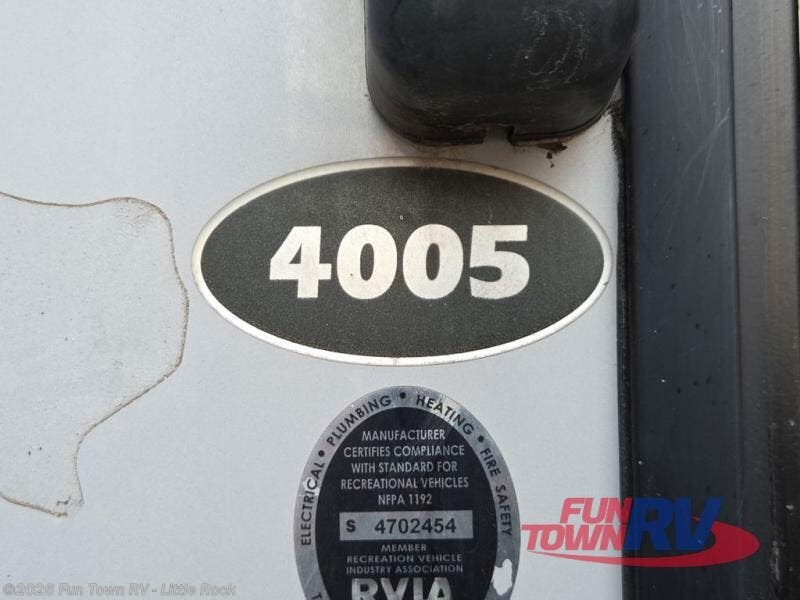 4005
ELECTRICAL • PLUMBING • HEATING • FIRE SAFETY
MANUFACTURER
CERTIFIES COMPLIANCE
WITH STANDARD FOR
RECREATIONAL VEHICLES
NFPA 1192
S 4702454
MEMBER
RECREATION VEHICLE
INDUSTRY ASSOCIATION
RVIA
FUN
TOWN RV
©2026 Fun Town RV - Little Rock